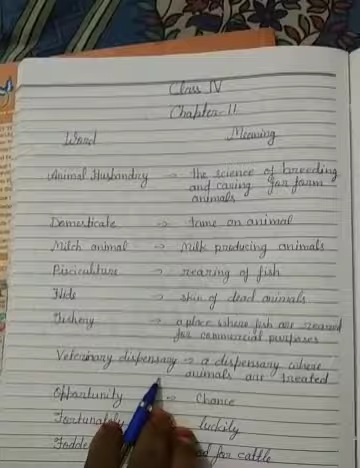 Class IV
Chapter-11
Word Meaning
Animal Husbandry → the science of breeding
and caring for farm
animals
Domesticate → tame an animal
Milch animal → Milk producing animals
Pisciculture → rearing of fish
Hide → skin of dead animals
Fishery → a place where fish are reared
for commercial purposes
Veterinary dispensary → a dispensary where
animals are treated
Opportunity → Chance
Fortunately luckily
Fodde for cattle